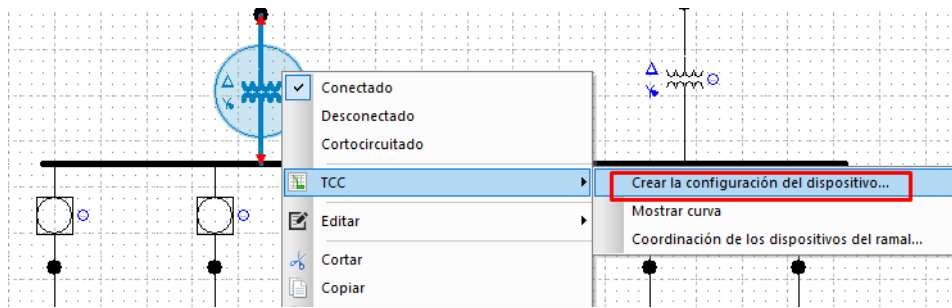 Conectado
Desconectado
Cortocircuitado
TCC
Crear la configuración del dispositivo...
Mostrar curva
Editar
Coordinación de los dispositivos del ramal...
Cortar
Copiar